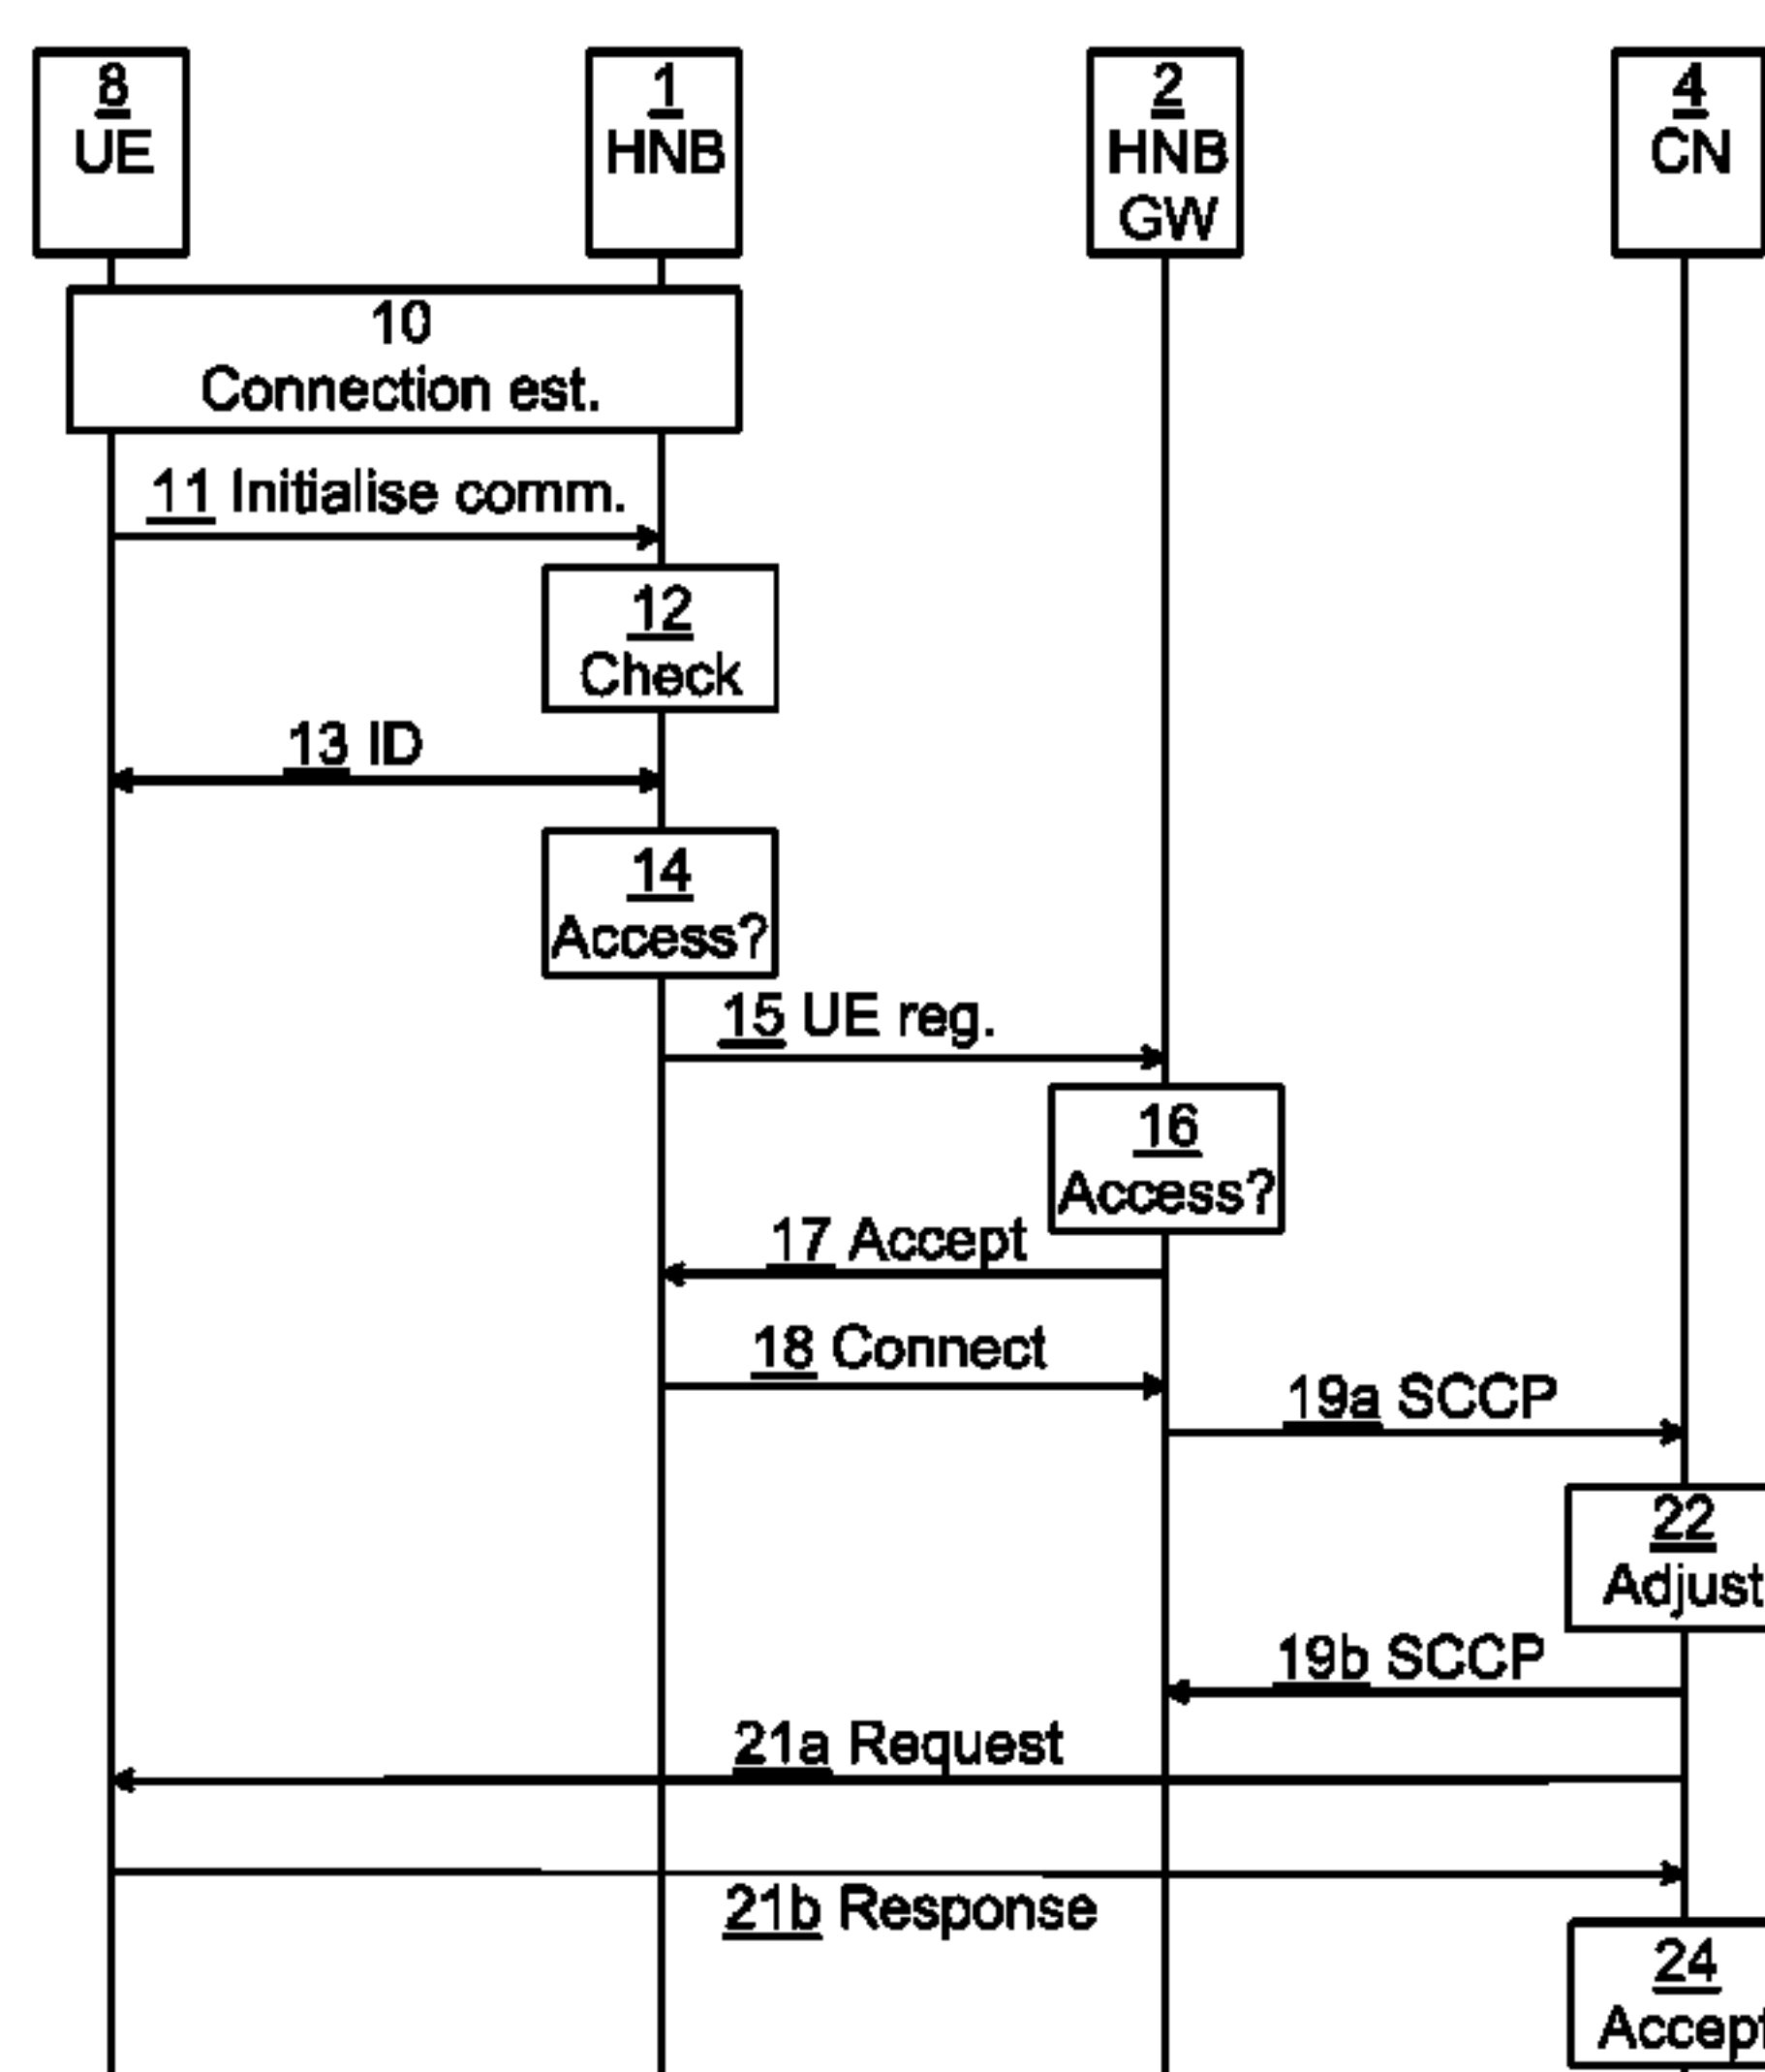 8
UE
1
HNB
2
HNB
GW
4
CN
10
Connection est.
11 Initialise comm.
12
Check
13 ID
14
Access?
15 UE reg.
16
Access?
17 Accept
18 Connect
19a SCCP
22
Adjust
19b SCCP
21a Request
21b Response
24
Accept